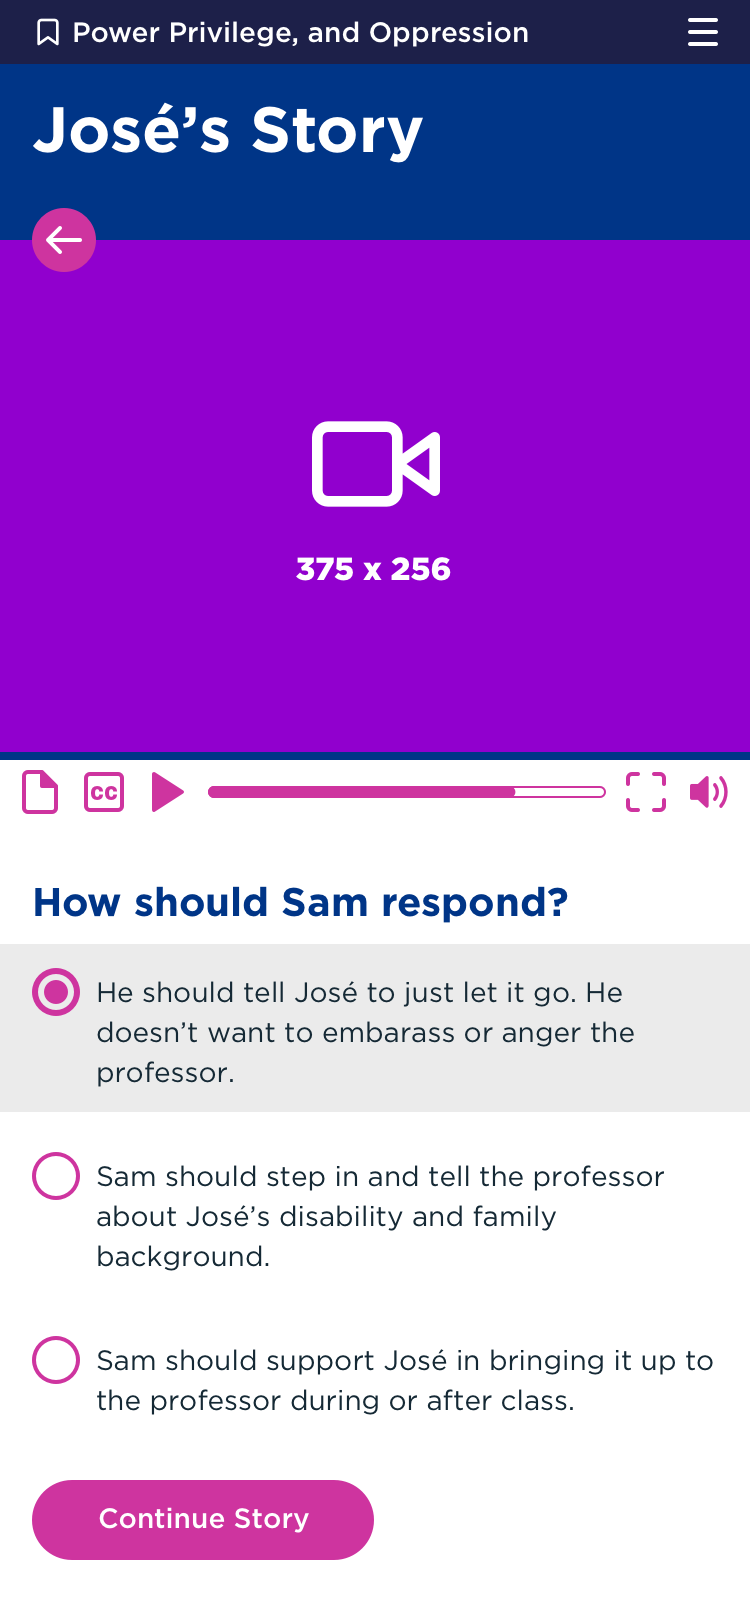 Power Privilege, and Oppression
José’s Story
375 x 256
CC
How should Sam respond?
He should tell José to just let it go. He
doesn’t want to embarass or anger the
professor.
Sam should step in and tell the professor
about José’s disability and family
background.
Sam should support José in bringing it up to
the professor during or after class.
Continue Story